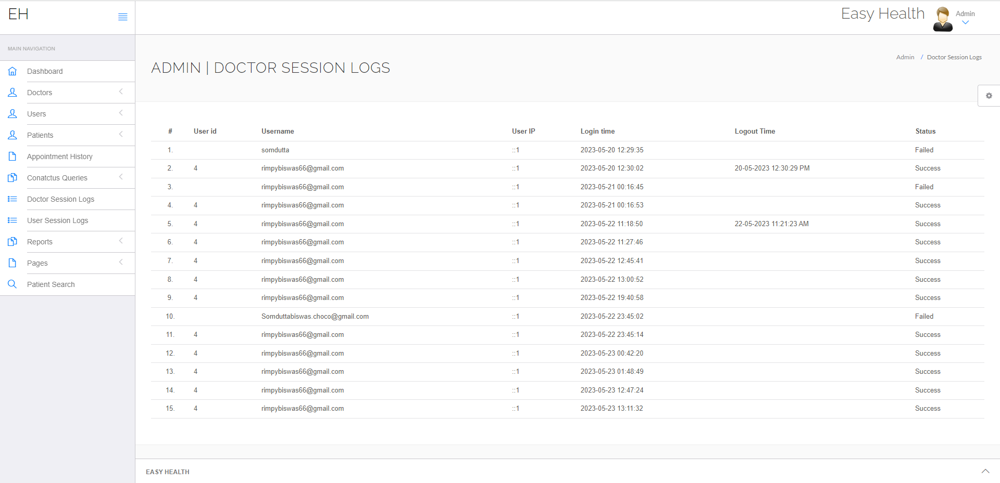 EH
Easy Health
Admin
MAIN NAVIGATION
Dashboard
Doctors
Users
Patients
Appointment History
Conatctus Queries
Doctor Session Logs
User Session Logs
Reports
Pages
Patient Search
ADMIN | DOCTOR SESSION LOGS
Admin / Doctor Session Logs
# User id Username User IP Login time Logout Time Status
1. somdutta ::1 2023-05-20 12:29:35 Failed
2. 4 rimpybiswas66@gmail.com ::1 2023-05-20 12:30:02 20-05-2023 12:30:29 PM Success
3. rimpybiswas66@gmail.com ::1 2023-05-21 00:16:45 Failed
4. 4 rimpybiswas66@gmail.com ::1 2023-05-21 00:16:53 Success
5. 4 rimpybiswas66@gmail.com ::1 2023-05-22 11:18:50 22-05-2023 11:21:23 AM Success
6. 4 rimpybiswas66@gmail.com ::1 2023-05-22 11:27:46 Success
7. 4 rimpybiswas66@gmail.com ::1 2023-05-22 12:45:41 Success
8. 4 rimpybiswas66@gmail.com ::1 2023-05-22 13:00:52 Success
9. 4 rimpybiswas66@gmail.com ::1 2023-05-22 19:40:58 Success
10. Somduttabiswas.choco@gmail.com ::1 2023-05-22 23:45:02 Failed
11. 4 rimpybiswas66@gmail.com ::1 2023-05-22 23:45:14 Success
12. 4 rimpybiswas66@gmail.com ::1 2023-05-23 00:42:20 Success
13. 4 rimpybiswas66@gmail.com ::1 2023-05-23 01:48:49 Success
14. 4 rimpybiswas66@gmail.com ::1 2023-05-23 12:47:24 Success
15. 4 rimpybiswas66@gmail.com ::1 2023-05-23 13:11:32 Success
EASY HEALTH